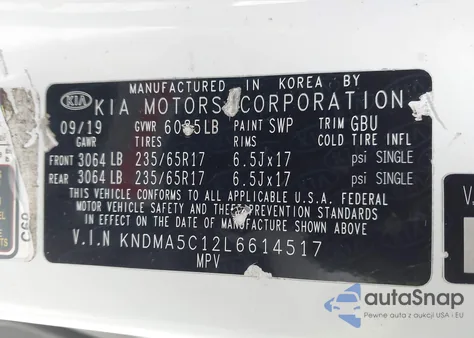 MANUFACTURED IN KOREA BY
KIA KIA MOTORS CORPORATION
09/19 GVWR 6085LB PAINT SWP TRIM GBU
TIRES RIMS COLD TIRE INFL
FRONT 3064 LB 235/65R17 6.5Jx17 psi SINGLE
REAR 3064 LB 235/65R17 6.5Jx17 psi SINGLE
THIS VEHICLE CONFORMS TO ALL APPLICABLE U.S.A. FEDERAL
MOTOR VEHICLE SAFETY AND THEFT PREVENTION STANDARDS
IN EFFECT ON THE DATE OF MANUFACTURE SHOWN ABOVE
V.I.N KNDMA5C12L6614517
MPV
autoSnap
Pewne auta z aukcji USA i EU